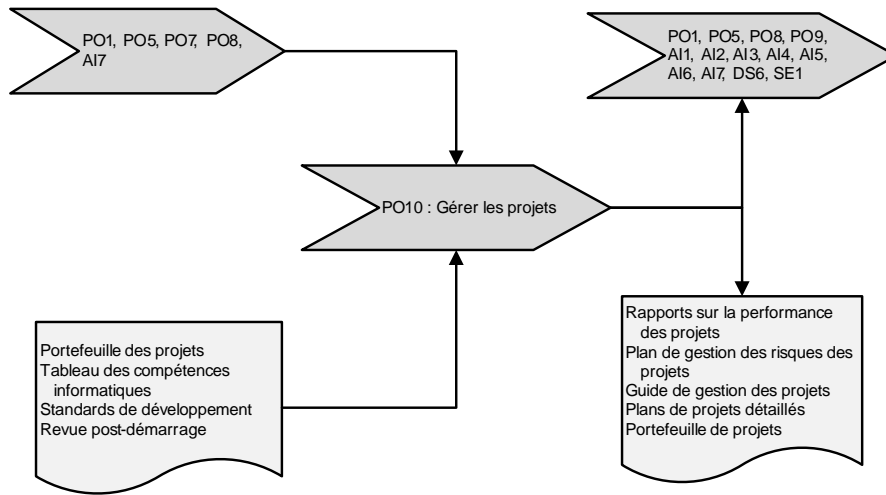 PO1, PO5, PO7, PO8,
AI7
PO1, PO5, PO8, PO9,
AI1, AI2, AI3, AI4, AI5,
AI6, AI7, DS6, SE1
PO10 : Gérer les projets
Portefeuille des projets
Tableau des compétences
informatiques
Standards de développement
Revue post-démarrage
Rapports sur la performance
des projets
Plan de gestion des risques des
projets
Guide de gestion des projets
Plans de projets détaillés
Portefeuille de projets